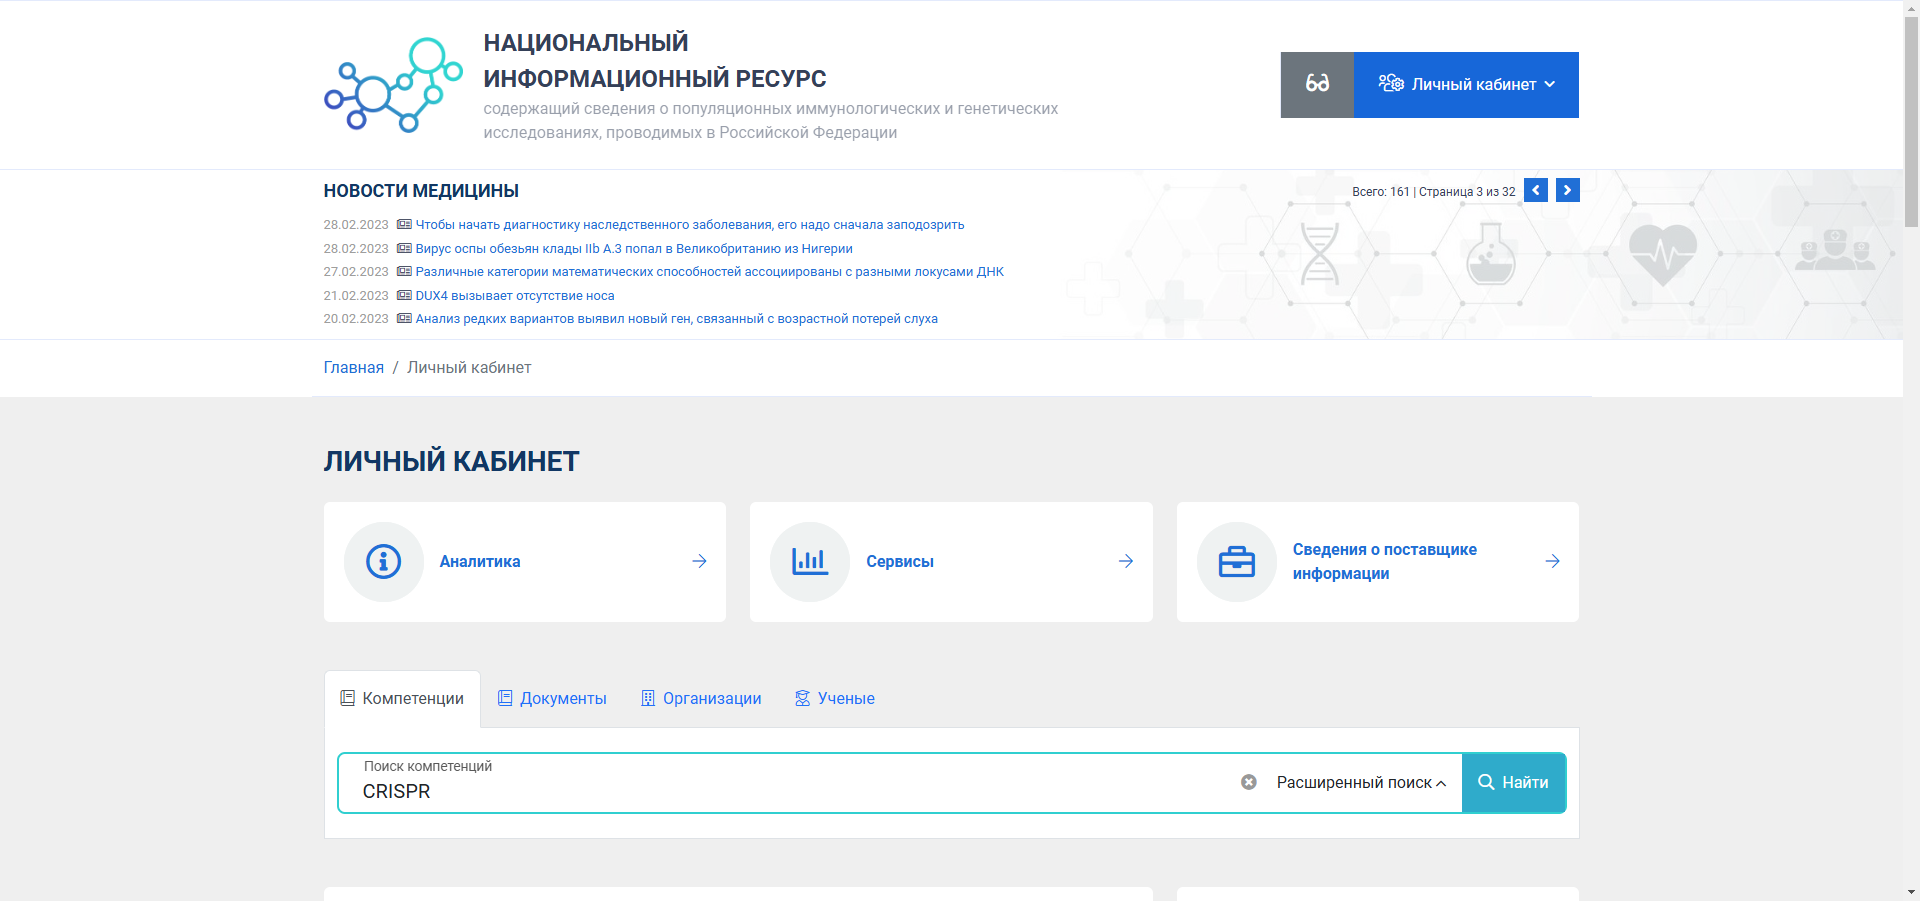 НАЦИОНАЛЬНЫЙ
ИНФОРМАЦИОННЫЙ РЕСУРС
содержащий сведения о популяционных иммунологических и генетических
исследованиях, проводимых в Российской Федерации
Личный кабинет
НОВОСТИ МЕДИЦИНЫ
Всего: 161 | Страница 3 из 32
28.02.2023 Чтобы начать диагностику наследственного заболевания, его надо сначала заподозрить
28.02.2023 Вирус оспы обезьян клады IIb A.3 попал в Великобританию из Нигерии
27.02.2023 Различные категории математических способностей ассоциированы с разными локусами ДНК
21.02.2023 DUX4 вызывает отсутствие носа
20.02.2023 Анализ редких вариантов выявил новый ген, связанный с возрастной потерей слуха
Главная / Личный кабинет
ЛИЧНЫЙ КАБИНЕТ
Аналитика
Сервисы
Сведения о поставщике
информации
Компетенции
Документы
Организации
Ученые
Поиск компетенций
CRISPR
Расширенный поиск
Найти